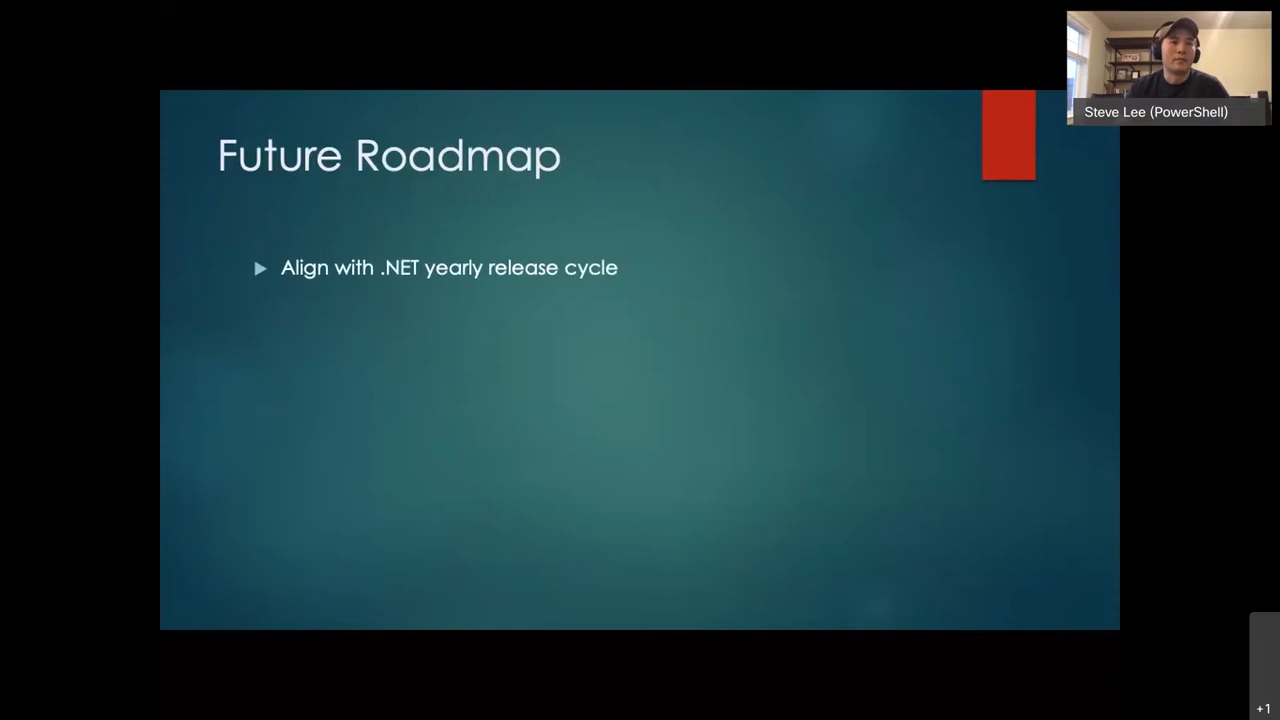 Steve Lee (PowerShell)
Future Roadmap
Align with .NET yearly release cycle
+1